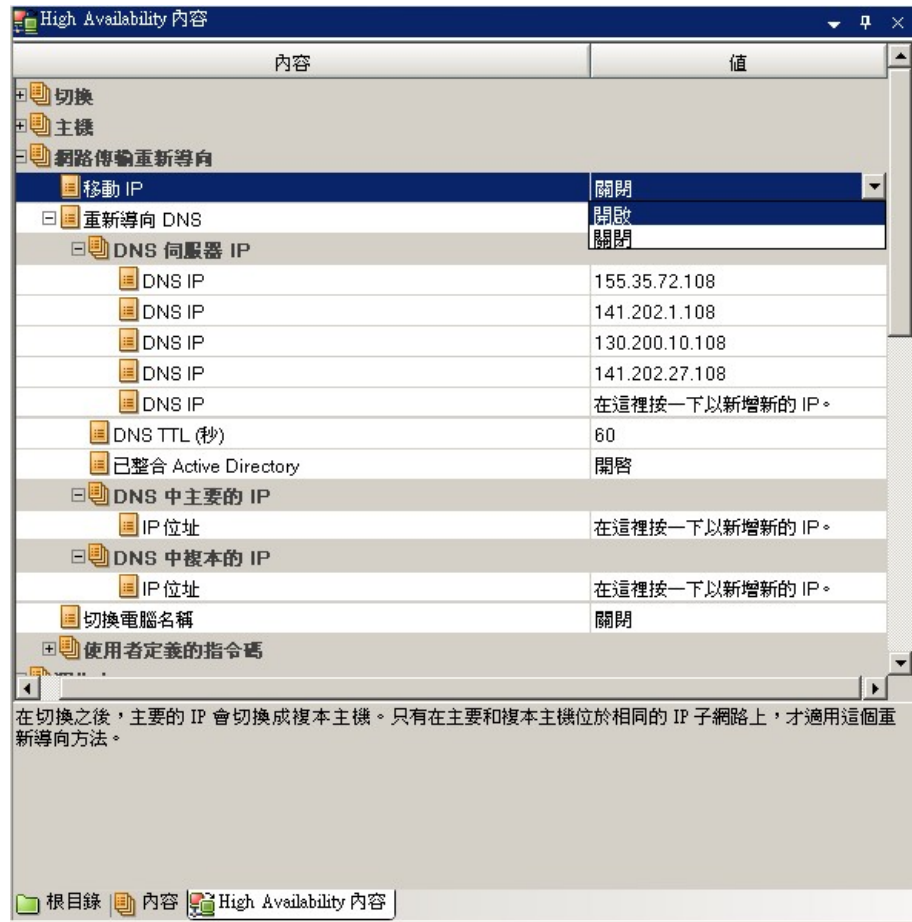 High Availability 內容
內容 值
切換
主機
網路傳輸重新導向
移動 IP 關閉
重新導向 DNS 開啟
關閉
DNS 伺服器 IP
DNS IP 155.35.72.108
DNS IP 141.202.1.108
DNS IP 130.200.10.108
DNS IP 141.202.27.108
DNS IP 在這裡按一下以新增新的 IP。
DNS TTL (秒) 60
已整合 Active Directory 開啓
DNS 中主要的 IP
IP 位址 在這裡按一下以新增新的 IP。
DNS 中複本的 IP
IP 位址 在這裡按一下以新增新的 IP。
切換電腦名稱 關閉
使用者定義的指令碼
在切換之後，主要的 IP 會切換成複本主機。只有在主要和複本主機位於相同的 IP 子網路上，才適用這個重
新導向方法。
根目錄 內容 High Availability 內容